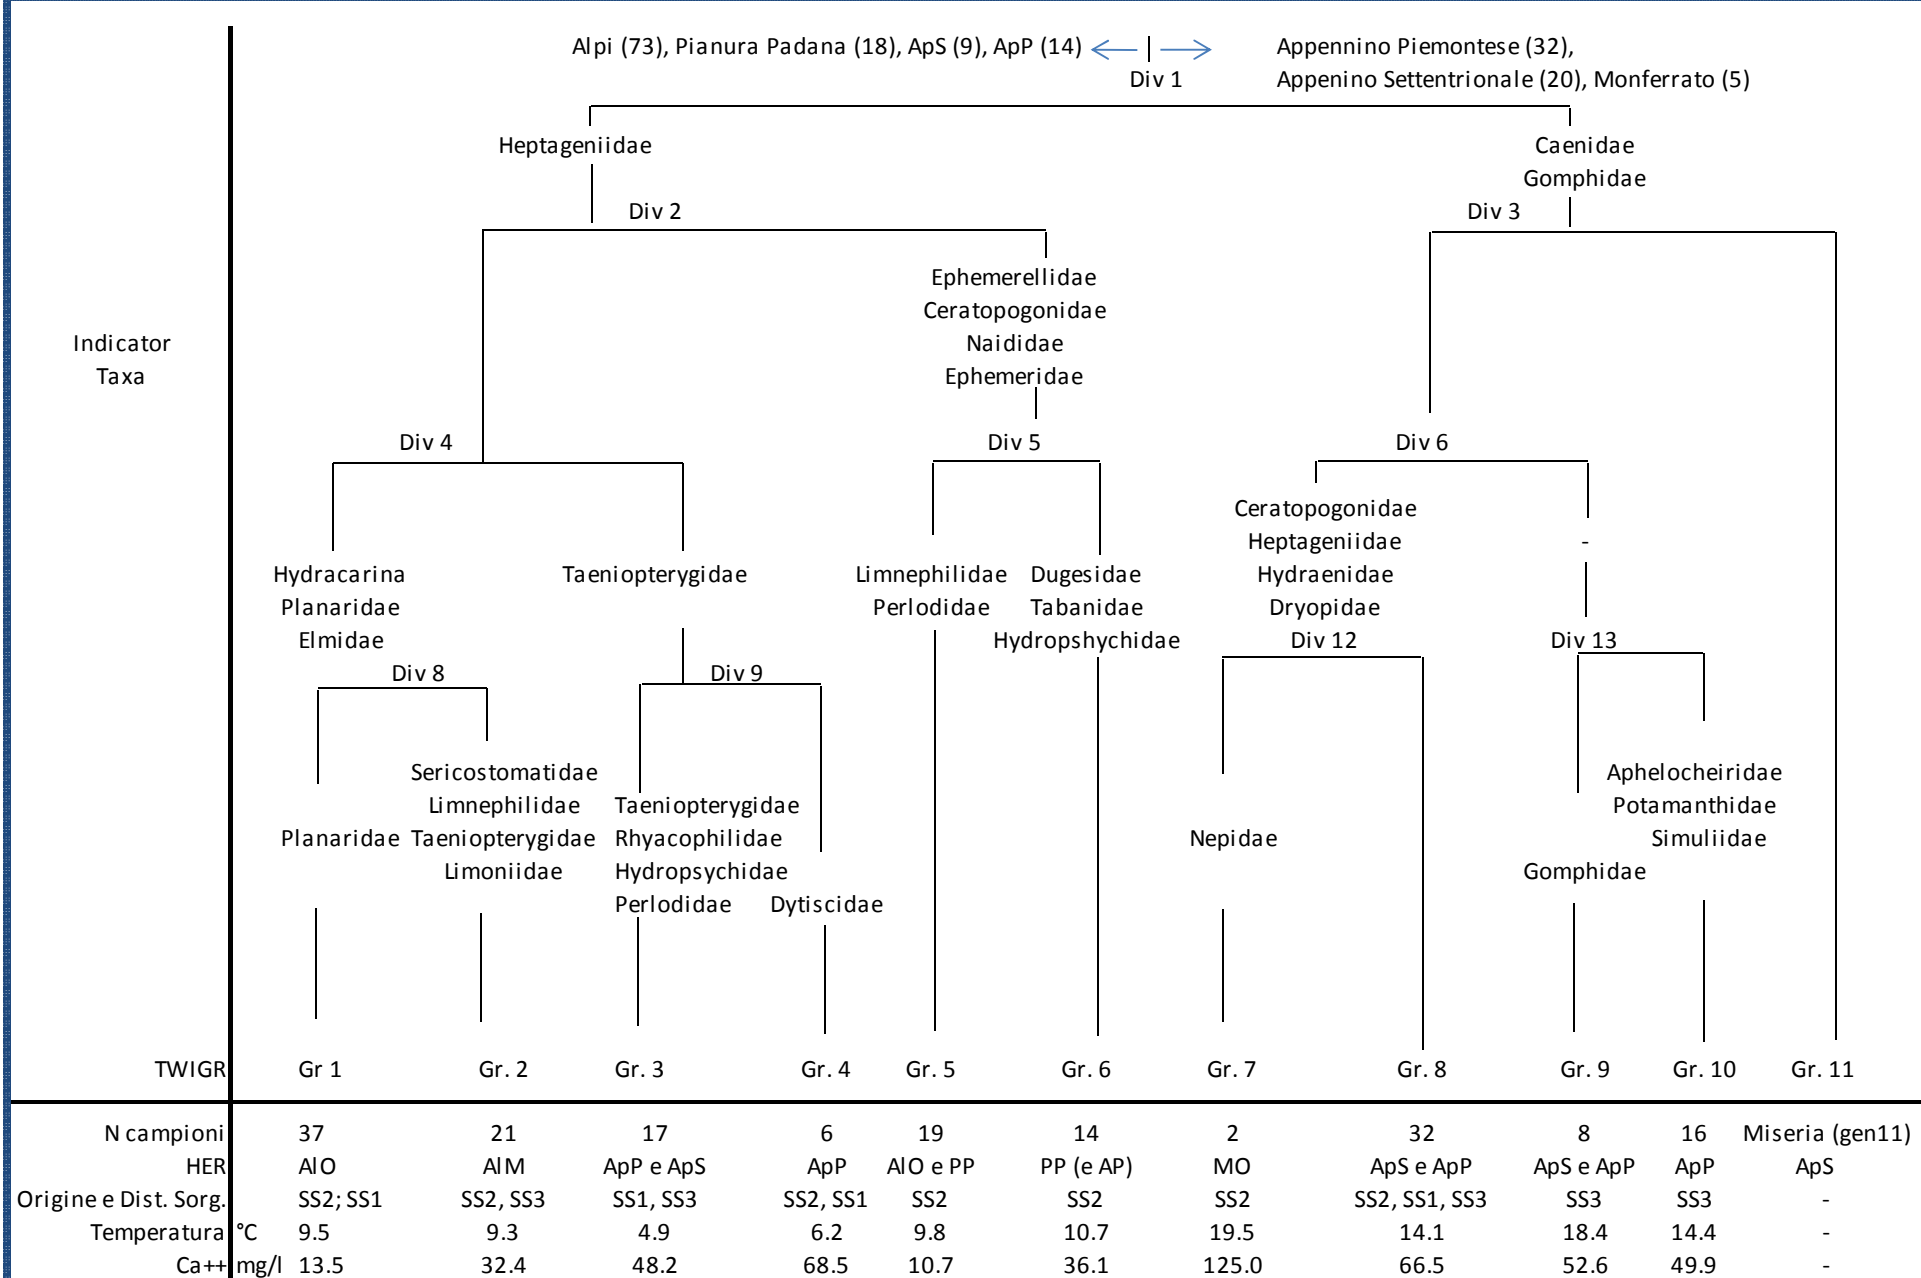 Alpi (73), Pianura Padana (18), ApS (9), ApP (14)
Appennino Piemontese (32),
Div 1
Appenino Settentrionale (20), Monferrato (5)
Heptageniidae
Caenidae
Gomphidae
Div 2
Div 3
Ephemerellidae
Ceratopogonidae
Naididae
Ephemeridae
Indicator
Taxa
Div 4
Div 5
Div 6
Hydracarina
Planaridae
Elmidae
Taeniopterygidae
Limnephilidae
Perlodidae
Dugesidae
Tabanidae
Hydropshychidae
Ceratopogonidae
Heptageniidae
Hydraenidae
Dryopidae
-
Div 8
Div 9
Div 12
Div 13
Planaridae
Sericostomatidae
Limnephilidae
Taeniopterygidae
Limoniidae
Taeniopterygidae
Rhyacophilidae
Hydropsychidae
Perlodidae
Dytiscidae
Nepidae
Gomphidae
Aphelocheiridae
Potamanthidae
Simuliidae
TWIGR Gr 1 Gr. 2 Gr. 3 Gr. 4 Gr. 5 Gr. 6 Gr. 7 Gr. 8 Gr. 9 Gr. 10 Gr. 11
N campioni 37 21 17 6 19 14 2 32 8 16 Miseria (gen11)
HER AlO AlM ApP e ApS ApP AlO e PP PP (e AP) MO ApS e ApP ApS e ApP ApP ApS
Origine e Dist. Sorg. SS2; SS1 SS2, SS3 SS1, SS3 SS2, SS1 SS2 SS2 SS2 SS2, SS1, SS3 SS3 SS3 -
Temperatura °C 9.5 9.3 4.9 6.2 9.8 10.7 19.5 14.1 18.4 14.4 -
Ca++ mg/l 13.5 32.4 48.2 68.5 10.7 36.1 125.0 66.5 52.6 49.9 -